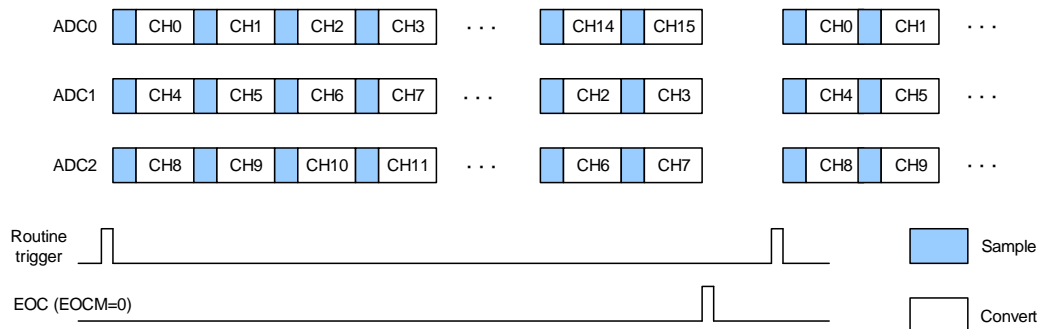 ADC0 CH0 CH1 CH2 CH3 ... CH14 CH15 CH0 CH1 ...
ADC1 CH4 CH5 CH6 CH7 ... CH2 CH3 CH4 CH5 ...
ADC2 CH8 CH9 CH10 CH11 ... CH6 CH7 CH8 CH9 ...
Routine
trigger
Sample
EOC (EOCM=0)
Convert